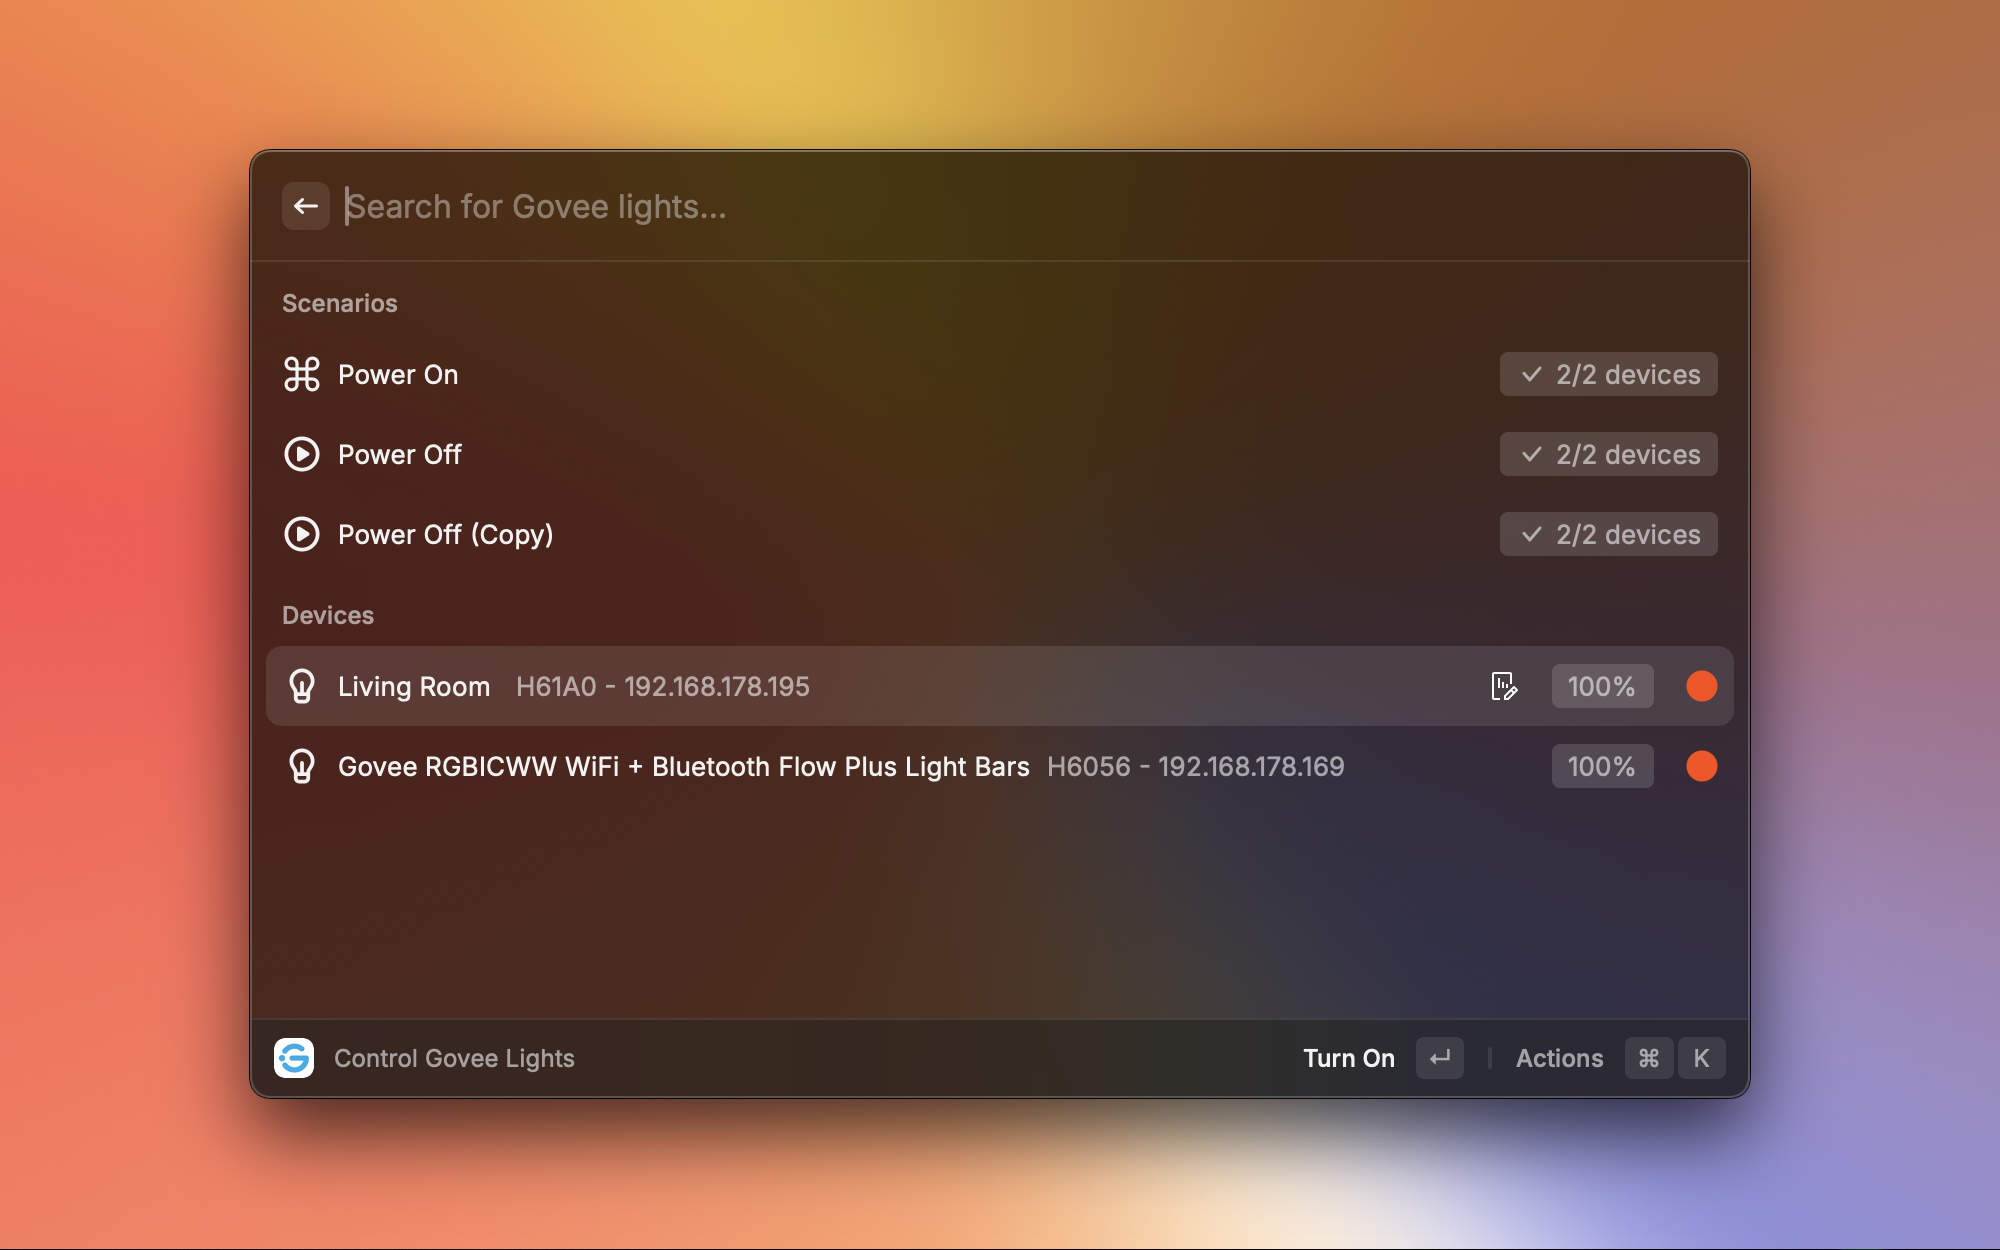 Search for Govee lights...
Scenarios
Power On 2/2 devices
Power Off 2/2 devices
Power Off (Copy) 2/2 devices
Devices
Living Room H61A0 - 192.168.178.195 100%
Govee RGBICWW WiFi + Bluetooth Flow Plus Light Bars H6056 - 192.168.178.169 100%
Control Govee Lights Turn On ↵ Actions ⌘ K